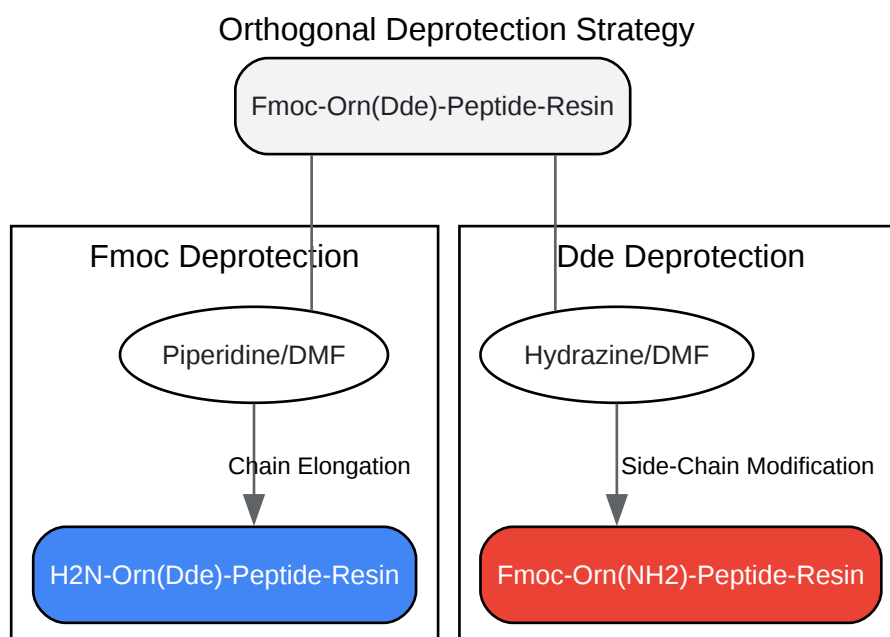 Orthogonal Deprotection Strategy
Fmoc-Orn(Dde)-Peptide-Resin
Fmoc Deprotection
Piperidine/DMF
Chain Elongation
H2N-Orn(Dde)-Peptide-Resin
Dde Deprotection
Hydrazine/DMF
Side-Chain Modification
Fmoc-Orn(NH2)-Peptide-Resin